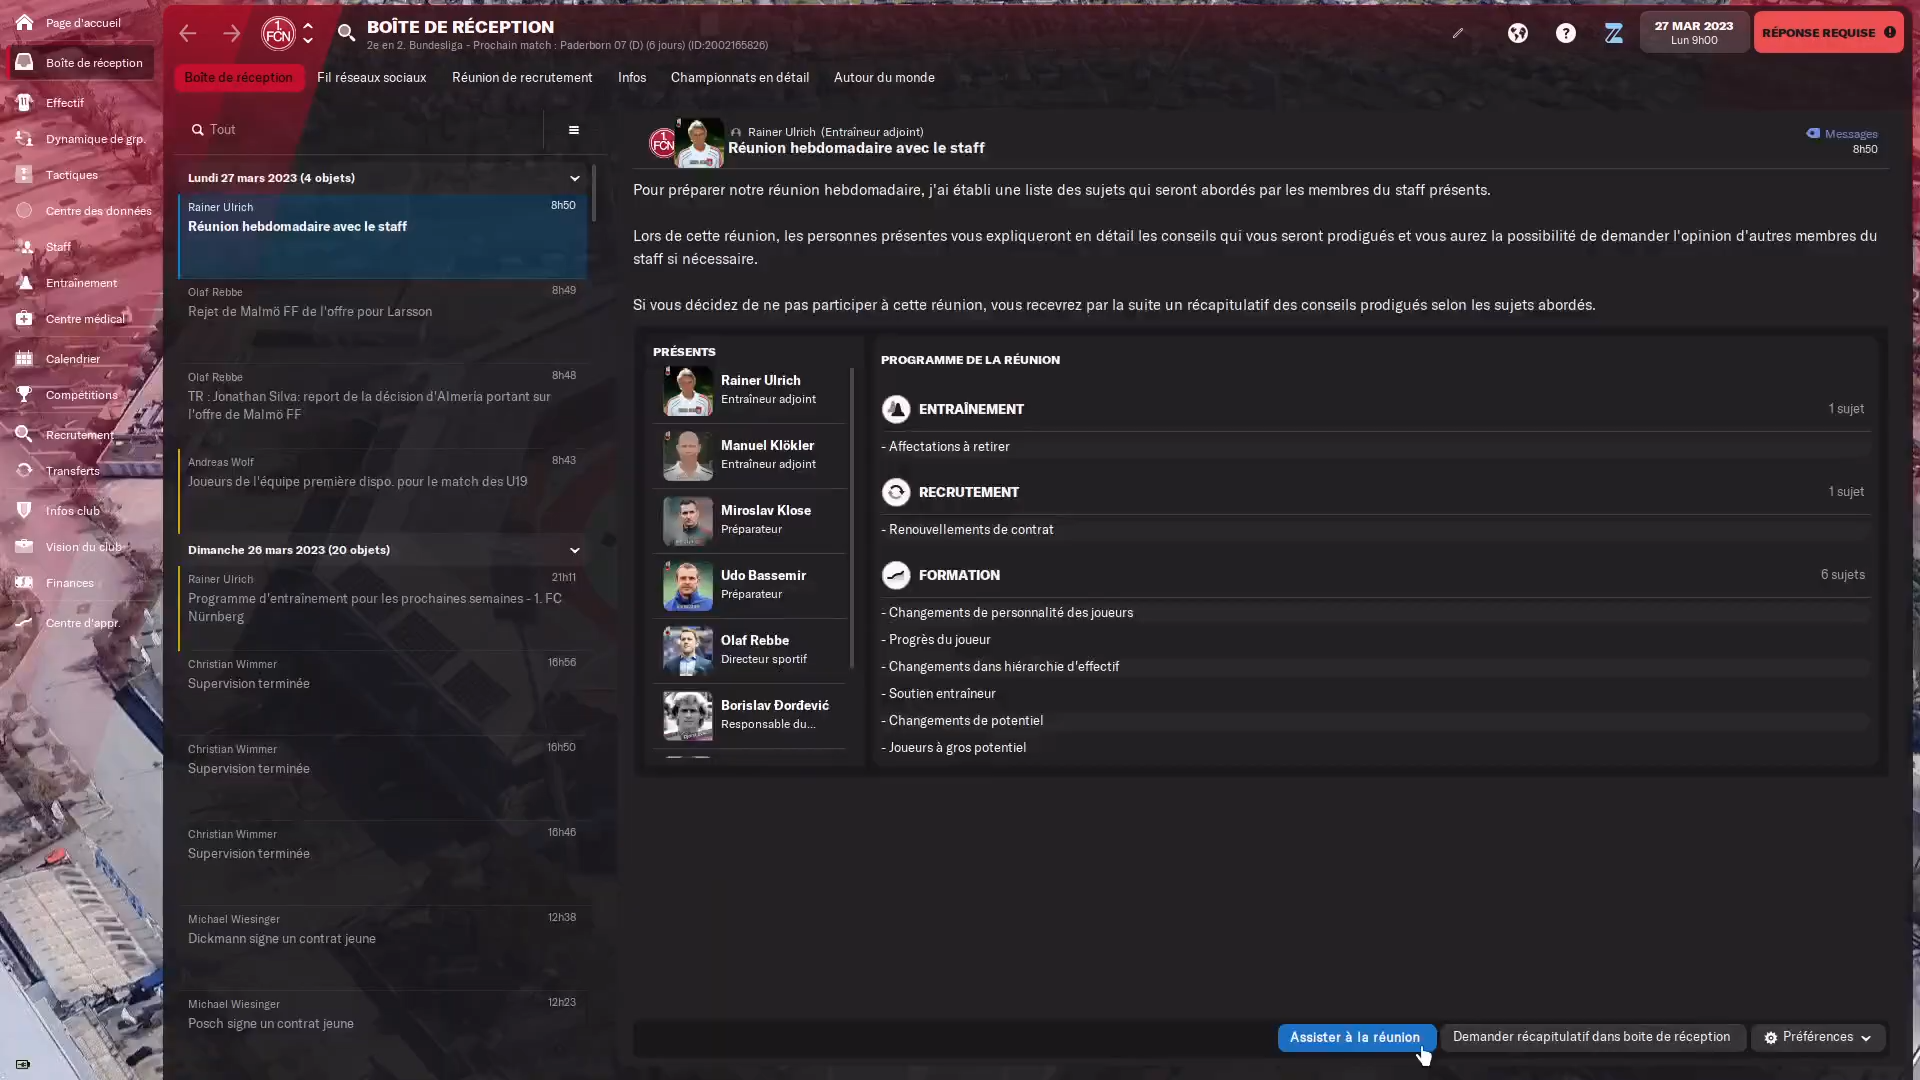 Page d'accueil
Boîte de réception
Effectif
Dynamique de grp.
Tactiques
Centre des données
Staff
Entraînement
Centre médical
Calendrier
Compétitions
Recrutement
Transferts
Infos club
Vision du club
Finances
Centre d'appr.
1.
FCN
BOÎTE DE RÉCEPTION
2e en 2. Bundesliga - Prochain match : Paderborn 07 (D) (6 jours) (ID:2002165826)
27 MAR 2023
Lun 9h00
RÉPONSE REQUISE
Boîte de réception
Fil réseaux sociaux
Réunion de recrutement
Infos
Championnats en détail
Autour du monde
Tout
Lundi 27 mars 2023 (4 objets)
Rainer Ulrich 8h50
Réunion hebdomadaire avec le staff
Olaf Rebbe 8h49
Rejet de Malmö FF de l'offre pour Larsson
Olaf Rebbe 8h48
TR : Jonathan Silva: report de la décision d'Almería portant sur
l'offre de Malmö FF
Andreas Wolf 8h43
Joueurs de l'équipe première dispo. pour le match des U19
Dimanche 26 mars 2023 (20 objets)
Rainer Ulrich 21h11
Programme d'entraînement pour les prochaines semaines - 1. FC
Nürnberg
Christian Wimmer 16h56
Supervision terminée
Christian Wimmer 16h50
Supervision terminée
Christian Wimmer 16h46
Supervision terminée
Michael Wiesinger 12h38
Dickmann signe un contrat jeune
Michael Wiesinger 12h23
Posch signe un contrat jeune
1.
FCN
Rainer Ulrich (Entraîneur adjoint)
Réunion hebdomadaire avec le staff
Messages
8h50
Pour préparer notre réunion hebdomadaire, j'ai établi une liste des sujets qui seront abordés par les membres du staff présents.
Lors de cette réunion, les personnes présentes vous expliqueront en détail les conseils qui vous seront prodigués et vous aurez la possibilité de demander l'opinion d'autres membres du
staff si nécessaire.
Si vous décidez de ne pas participer à cette réunion, vous recevrez par la suite un récapitulatif des conseils prodigués selon les sujets abordés.
PRÉSENTS
Rainer Ulrich
Entraîneur adjoint
Manuel Klökler
Entraîneur adjoint
Miroslav Klose
Préparateur
Udo Bassemir
Préparateur
Olaf Rebbe
Directeur sportif
Borislav Đorđević
Responsable du...
PROGRAMME DE LA RÉUNION
ENTRAÎNEMENT 1 sujet
- Affectations à retirer
RECRUTEMENT 1 sujet
- Renouvellements de contrat
FORMATION 6 sujets
- Changements de personnalité des joueurs
- Progrès du joueur
- Changements dans hiérarchie d'effectif
- Soutien entraîneur
- Changements de potentiel
- Joueurs à gros potentiel
Assister à la réunion
Demander récapitulatif dans boite de réception
Préférences